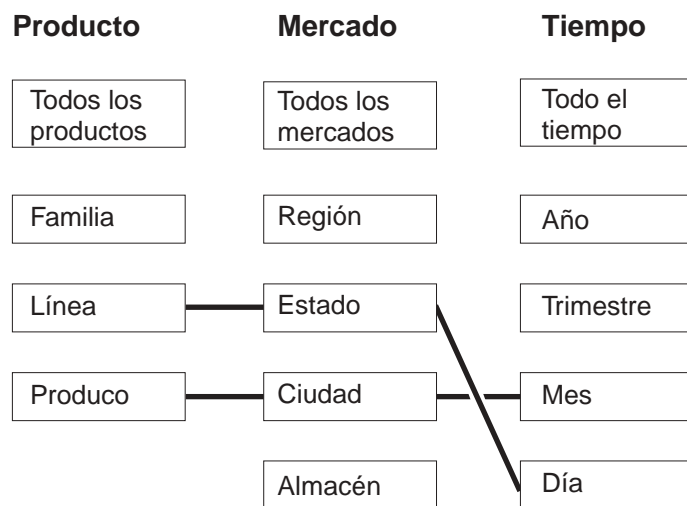 Producto Mercado Tiempo
Todos los
productos
Todos los
mercados
Todo el
tiempo
Familia Región Año
Línea Estado Trimestre
Produco Ciudad Mes
Almacén Día